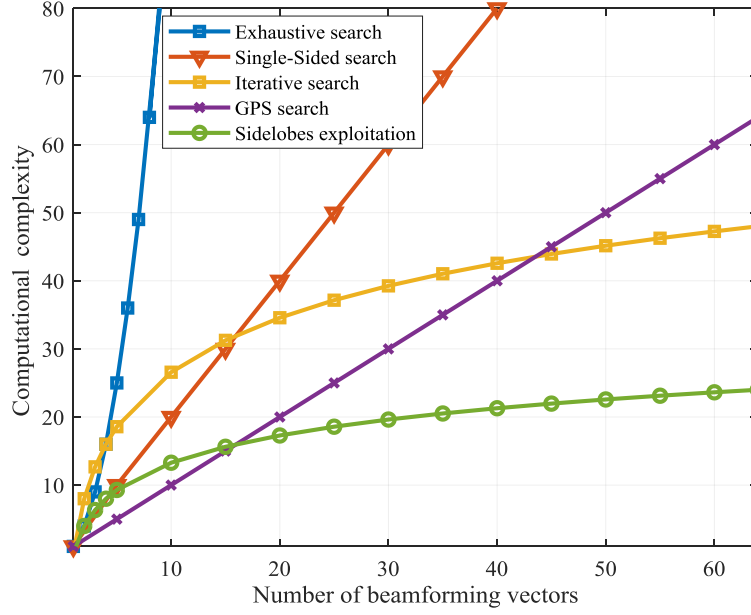 80
70
60
50
40
30
20
10
Computational complexity
Exhaustive search
Single-Sided search
Iterative search
GPS search
Sidelobes exploitation
10 20 30 40 50 60
Number of beamforming vectors